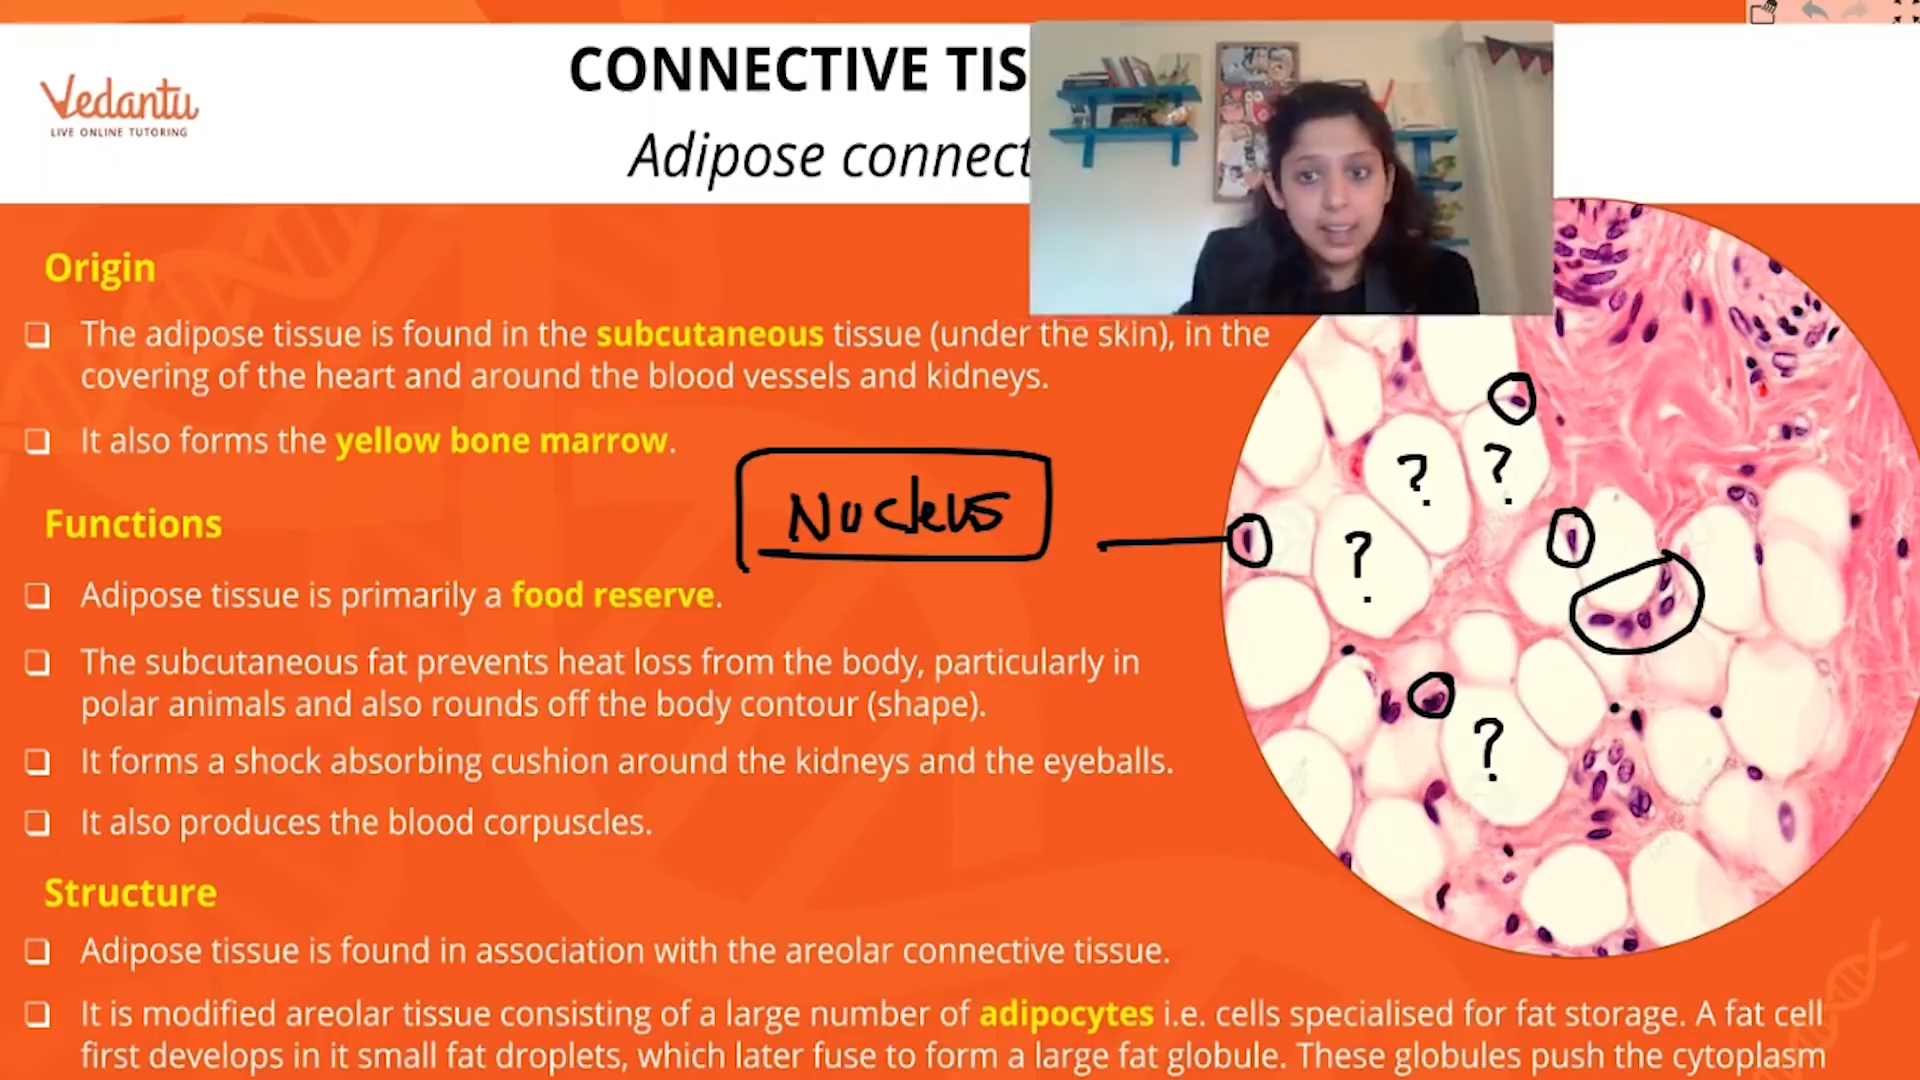 Vedantu
LIVE ONLINE TUTORING
CONNECTIVE TIS
Adipose connect
Origin
❑ The adipose tissue is found in the subcutaneous tissue (under the skin), in the
covering of the heart and around the blood vessels and kidneys.
❑ It also forms the yellow bone marrow.
Nucleus
? ?
?
?
Functions
❑ Adipose tissue is primarily a food reserve.
❑ The subcutaneous fat prevents heat loss from the body, particularly in
polar animals and also rounds off the body contour (shape).
❑ It forms a shock absorbing cushion around the kidneys and the eyeballs.
❑ It also produces the blood corpuscles.
Structure
❑ Adipose tissue is found in association with the areolar connective tissue.
❑ It is modified areolar tissue consisting of a large number of adipocytes i.e. cells specialised for fat storage. A fat cell
first develops in it small fat droplets, which later fuse to form a large fat globule. These globules push the cytoplasm